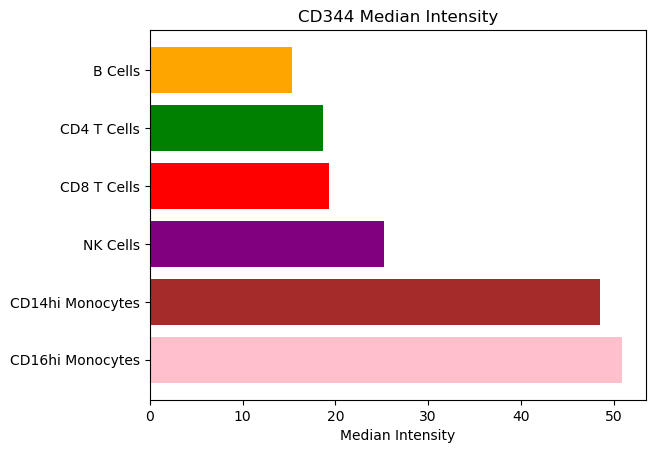 CD344 Median Intensity
B Cells
CD4 T Cells
CD8 T Cells
NK Cells
CD14hi Monocytes
CD16hi Monocytes
0 10 20 30 40 50
Median Intensity